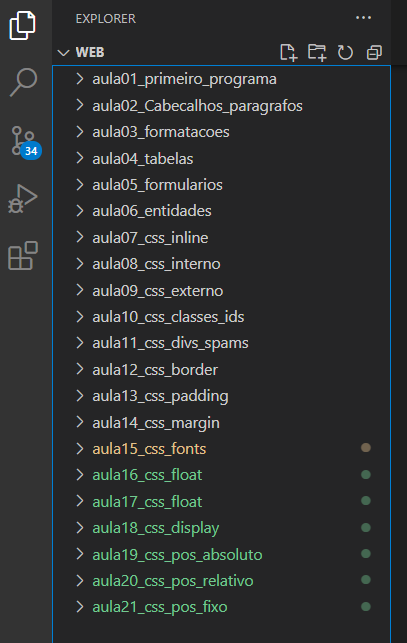 EXPLORER
WEB
aula01_primeiro_programa
aula02_Cabecalhos_paragrafos
aula03_formatacoes
34
aula04_tabelas
aula05_formularios
aula06_entidades
aula07_css_inline
aula08_css_interno
aula09_css_externo
aula10_css_classes_ids
aula11_css_divs_spams
aula12_css_border
aula13_css_padding
aula14_css_margin
aula15_css_fonts
aula16_css_float
aula17_css_float
aula18_css_display
aula19_css_pos_absoluto
aula20_css_pos_relativo
aula21_css_pos_fixo